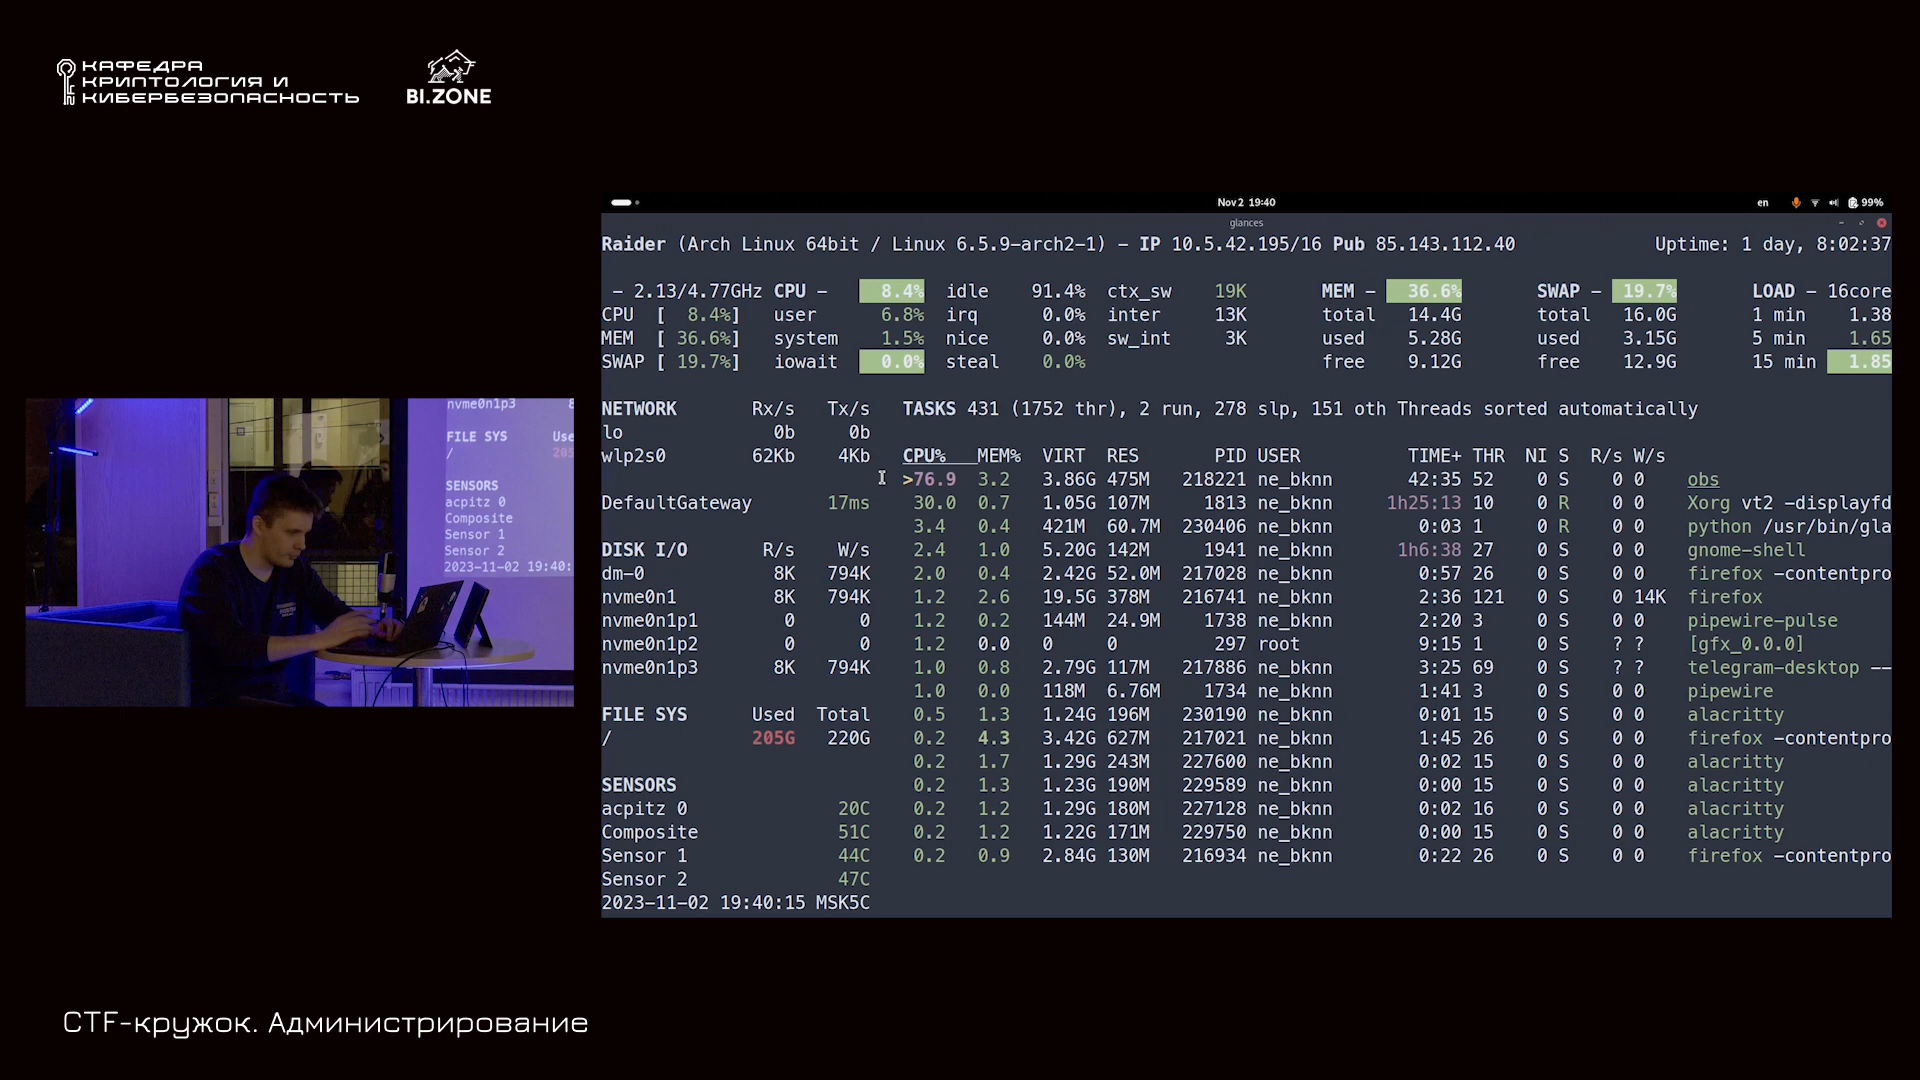 КАФЕДРА
КРИПТОЛОГИЯ И
КИБЕРБЕЗОПАСНОСТЬ
BI.ZONE
Nov 2 19:40
en
99%
glances
Raider (Arch Linux 64bit / Linux 6.5.9-arch2-1) - IP 10.5.42.195/16 Pub 85.143.112.40 Uptime: 1 day, 8:02:37
- 2.13/4.77GHz CPU - 8.4% idle 91.4% ctx_sw 19K MEM - 36.6% SWAP - 19.7% LOAD - 16core
CPU [ 8.4%] user 6.8% irq 0.0% inter 13K total 14.4G total 16.0G 1 min 1.38
MEM [ 36.6%] system 1.5% nice 0.0% sw_int 3K used 5.28G used 3.15G 5 min 1.65
SWAP [ 19.7%] iowait 0.0% steal 0.0% free 9.12G free 12.9G 15 min 1.85
NETWORK Rx/s Tx/s TASKS 431 (1752 thr), 2 run, 278 slp, 151 oth Threads sorted automatically
lo 0b 0b
wlp2s0 62Kb 4Kb CPU% MEM% VIRT RES PID USER TIME+ THR NI S R/s W/s
>76.9 3.2 3.86G 475M 218221 ne_bknn 42:35 52 0 S 0 0 obs
DefaultGateway 17ms 30.0 0.7 1.05G 107M 1813 ne_bknn 1h25:13 10 0 R 0 0 Xorg vt2 -displayfd
3.4 0.4 421M 60.7M 230406 ne_bknn 0:03 1 0 R 0 0 python /usr/bin/gla
DISK I/O R/s W/s 2.4 1.0 5.20G 142M 1941 ne_bknn 1h6:38 27 0 S 0 0 gnome-shell
dm-0 8K 794K 2.0 0.4 2.42G 52.0M 217028 ne_bknn 0:57 26 0 S 0 0 firefox -contentpro
nvme0n1 8K 794K 1.2 2.6 19.5G 378M 216741 ne_bknn 2:36 121 0 S 0 14K firefox
nvme0n1p1 0 0 1.2 0.2 144M 24.9M 1738 ne_bknn 2:20 3 0 S 0 0 pipewire-pulse
nvme0n1p2 0 0 1.2 0.0 0 0 297 root 9:15 1 0 S ? ? [gfx_0.0.0]
nvme0n1p3 8K 794K 1.0 0.8 2.79G 117M 217886 ne_bknn 3:25 69 0 S ? ? telegram-desktop --
1.0 0.0 118M 6.76M 1734 ne_bknn 1:41 3 0 S 0 0 pipewire
FILE SYS Used Total 0.5 1.3 1.24G 196M 230190 ne_bknn 0:01 15 0 S 0 0 alacritty
/ 205G 220G 0.2 4.3 3.42G 627M 217021 ne_bknn 1:45 26 0 S 0 0 firefox -contentpro
0.2 1.7 1.29G 243M 227600 ne_bknn 0:02 15 0 S 0 0 alacritty
SENSORS 0.2 1.3 1.23G 190M 229589 ne_bknn 0:00 15 0 S 0 0 alacritty
acpitz 0 20C 0.2 1.2 1.29G 180M 227128 ne_bknn 0:02 16 0 S 0 0 alacritty
Composite 51C 0.2 1.2 1.22G 171M 229750 ne_bknn 0:00 15 0 S 0 0 alacritty
Sensor 1 44C 0.2 0.9 2.84G 130M 216934 ne_bknn 0:22 26 0 S 0 0 firefox -contentpro
Sensor 2 47C
2023-11-02 19:40:15 MSK5C
nvme0n1p3
FILE SYS Use
/ 205
SENSORS
acpitz 0
Composite
Sensor 1
Sensor 2
2023-11-02 19:40:
CTF-кружок. Администрирование